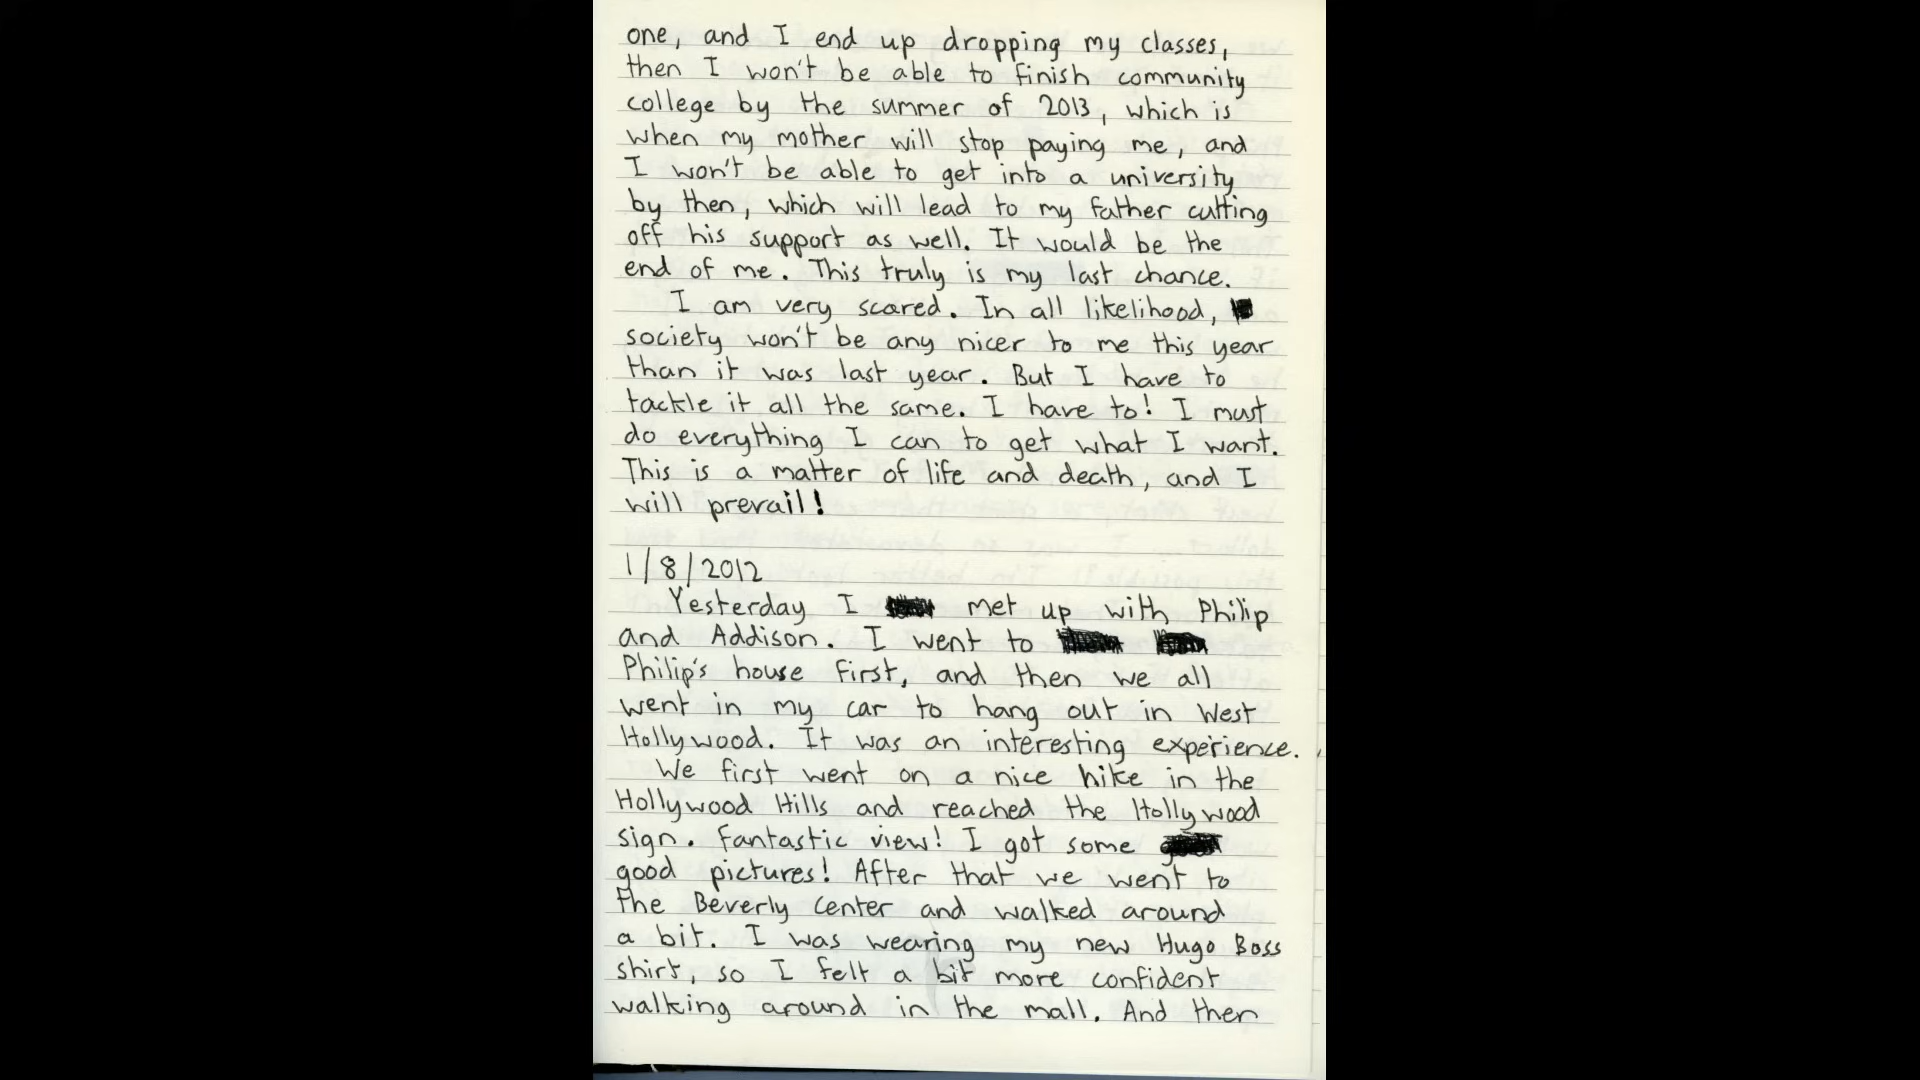 one, and I end up dropping my classes,
then I won't be able to finish community
college by the summer of 2013, which is
when my mother will stop paying me, and
I won't be able to get into a university
by then, which will lead to my father cutting
off his support as well. It would be the
end of me. This truly is my last chance.
I am very scared. In all likelihood,
society won't be any nicer to me this year
than it was last year. But I have to
tackle it all the same. I have to! I must
do everything I can to get what I want.
This is a matter of life and death, and I
will prevail!
1/8/2012
Yesterday I met up with Philip
and Addison. I went to
Philip's house first, and then we all
went in my car to hang out in West
Hollywood. It was an interesting experience.
We first went on a nice hike in the
Hollywood Hills and reached the Hollywood
sign. Fantastic view! I got some
good pictures! After that we went to
the Beverly Center and walked around
a bit. I was wearing my new Hugo Boss
shirt, so I felt a bit more confident
walking around in the mall. And then